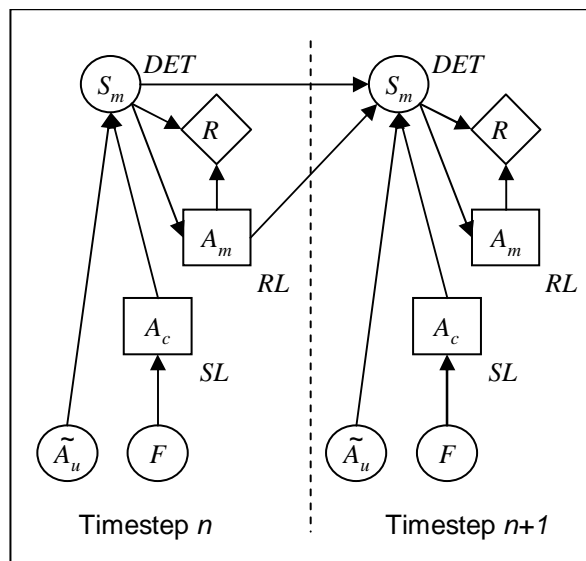 DET DET
S_m S_m
R R
A_m A_m
RL RL
A_c A_c
SL SL
Ã_u F Ã_u F
Timestep n Timestep n+1